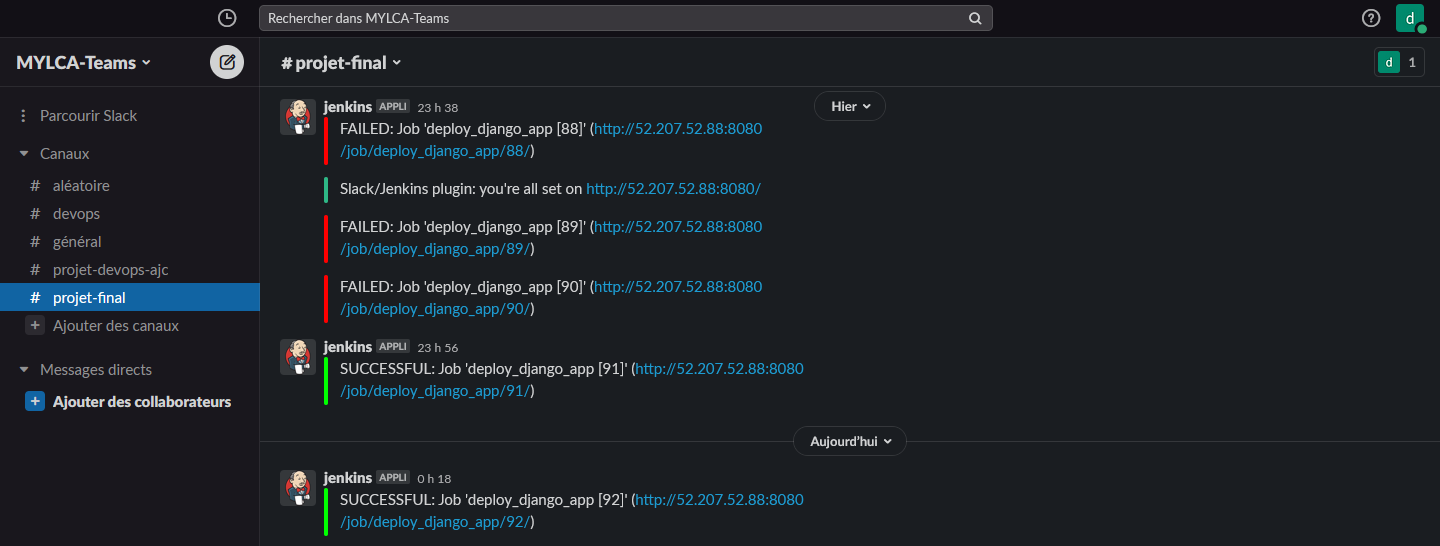 Rechercher dans MYLCA-Teams
d
MYLCA-Teams
# projet-final
d 1
Parcourir Slack
Canaux
# aléatoire
# devops
# général
# projet-devops-ajc
# projet-final
+ Ajouter des canaux
Messages directs
+ Ajouter des collaborateurs
Hier
jenkins APPLI 23 h 38
FAILED: Job 'deploy_django_app [88]' (http://52.207.52.88:8080
/job/deploy_django_app/88/)
Slack/Jenkins plugin: you're all set on http://52.207.52.88:8080/
FAILED: Job 'deploy_django_app [89]' (http://52.207.52.88:8080
/job/deploy_django_app/89/)
FAILED: Job 'deploy_django_app [90]' (http://52.207.52.88:8080
/job/deploy_django_app/90/)
jenkins APPLI 23 h 56
SUCCESSFUL: Job 'deploy_django_app [91]' (http://52.207.52.88:8080
/job/deploy_django_app/91/)
Aujourd’hui
jenkins APPLI 0 h 18
SUCCESSFUL: Job 'deploy_django_app [92]' (http://52.207.52.88:8080
/job/deploy_django_app/92/)